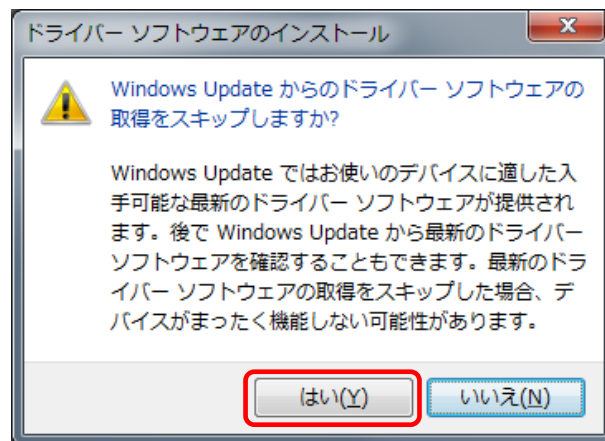 ドライバー ソフトウェアのインストール
Windows Update からのドライバー ソフトウェアの
取得をスキップしますか?
Windows Update ではお使いのデバイスに適した入
手可能な最新のドライバー ソフトウェアが提供され
ます。後で Windows Update から最新のドライバー
ソフトウェアを確認することもできます。最新のドラ
イバー ソフトウェアの取得をスキップした場合、デ
バイスがまったく機能しない可能性があります。
はい(Y)
いいえ(N)